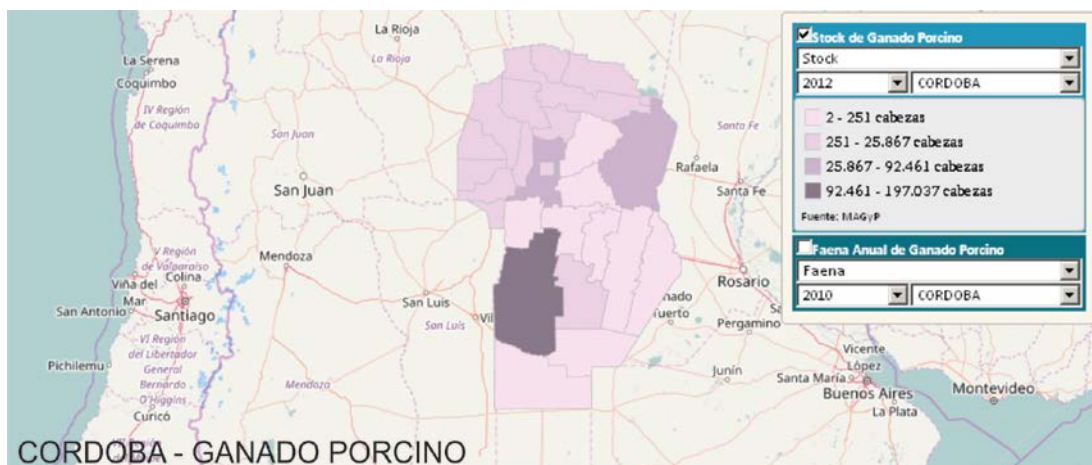 La Rioja
La Serena
La Rioja
Coquimbo
IV Región
de Coquimbo
San Juan
Santa Fe
Rafaela
San Juan
Santa Fe
V Región
de Valparaíso
Mendoza
Viña del
Mar
Colina
San Antonio
Santiago
San Luis
San Luis
Rosario
nado
uerto
Pergamino
Pichilemu
VI Región
del Libertador
General
Bernardo
O'Higgins
Mendoza
Junín
Vicente
López
Santa María
Buenos Aires
La Plata
Montevideo
Curicó
Stock de Ganado Porcino
Stock
2012 CORDOBA
2 - 251 cabezas
251 - 25.867 cabezas
25.867 - 92.461 cabezas
92.461 - 197.037 cabezas
Fuente: MAGyP
Faena Anual de Ganado Porcino
Faena
2010 CORDOBA
CORDOBA - GANADO PORCINO